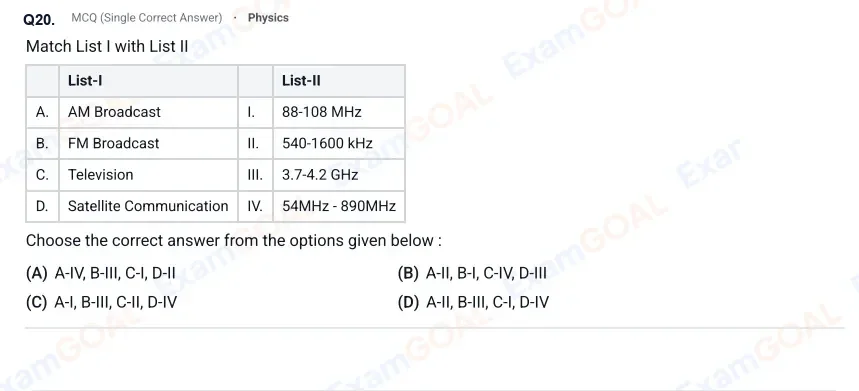 Q20. MCQ (Single Correct Answer) · Physics
Match List I with List II
List-I List-II
A. AM Broadcast I. 88-108 MHz
B. FM Broadcast II. 540-1600 kHz
C. Television III. 3.7-4.2 GHz
D. Satellite Communication IV. 54MHz - 890MHz
Choose the correct answer from the options given below :
(A) A-IV, B-III, C-I, D-II (B) A-II, B-I, C-IV, D-III
(C) A-I, B-III, C-II, D-IV (D) A-II, B-III, C-I, D-IV
ExamGOAL